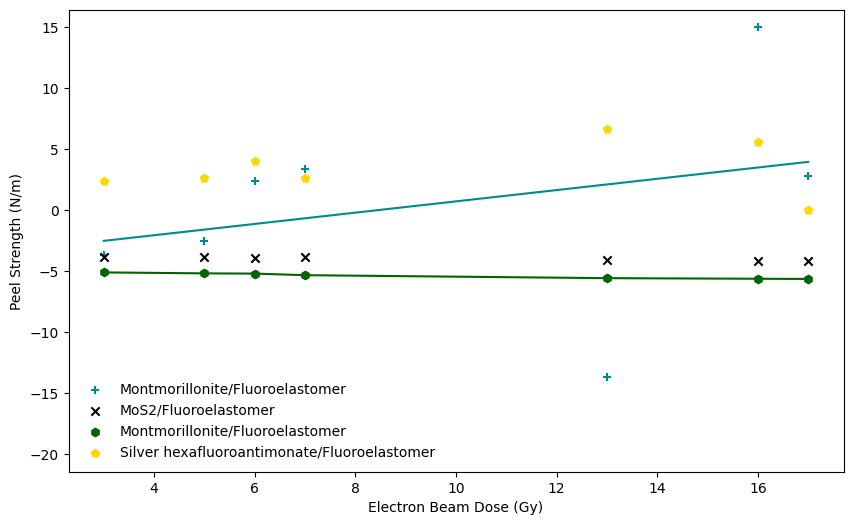 15
10
5
0
−5
−10
−15
−20
Peel Strength (N/m)
Montmorillonite/Fluoroelastomer
MoS2/Fluoroelastomer
Montmorillonite/Fluoroelastomer
Silver hexafluoroantimonate/Fluoroelastomer
4 6 8 10 12 14 16
Electron Beam Dose (Gy)